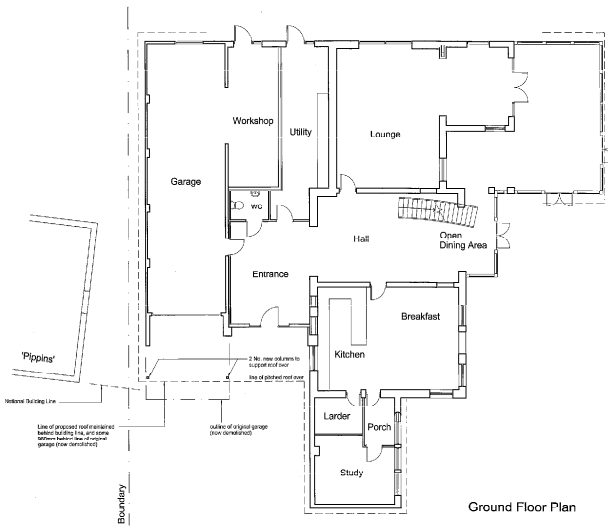 Workshop
Utility
Lounge
Garage
wc
Hall
Open
Dining Area
Entrance
Breakfast
Kitchen
'Pippins'
2 No. new columns to
support roof over
line of pitched roof over
Notional Building Line
Line of proposed roof maintained
behind building line, and some
behind line of original
garage (now demolished)
outline of original garage
(now demolished)
Larder
Porch
Study
Boundary
Ground Floor Plan